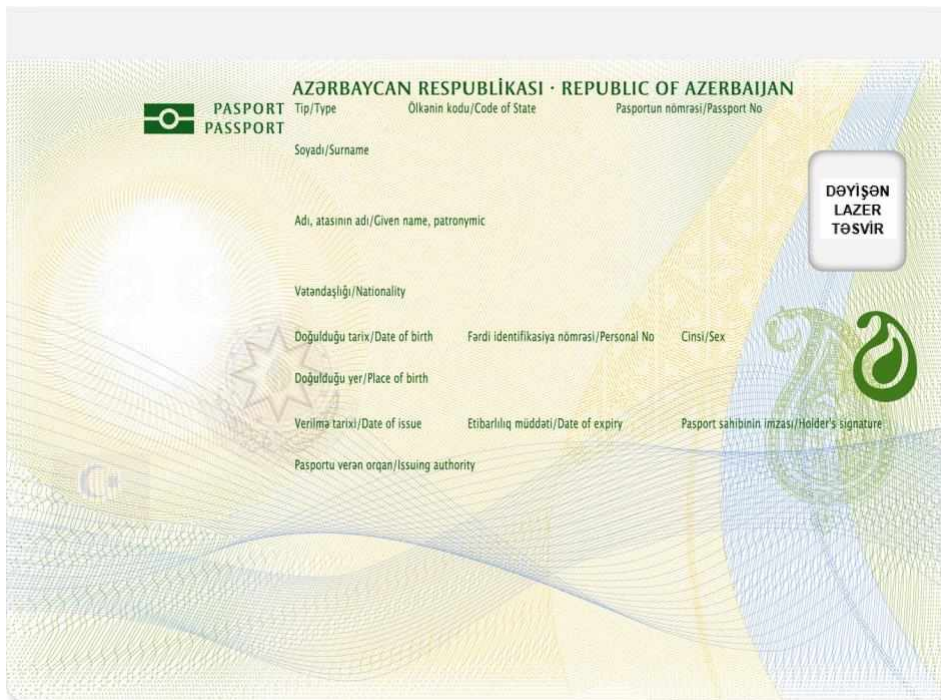 AZƏRBAYCAN RESPUBLİKASI · REPUBLIC OF AZERBAIJAN
PASPORT
PASSPORT
Tip/Type
Ölkənin kodu/Code of State
Pasportun nömrəsi/Passport No
Soyadı/Surname
DƏYİŞƏN
LAZER
TƏSVİR
Adı, atasının adı/Given name, patronymic
Vətəndaşlığı/Nationality
Doğulduğu tarix/Date of birth
Fərdi identifikasiya nömrəsi/Personal No
Cinsi/Sex
Doğulduğu yer/Place of birth
Verilmə tarixi/Date of issue
Etibarlılıq müddəti/Date of expiry
Pasport sahibinin imzası/Holder's signature
Pasportu verən orqan/Issuing authority